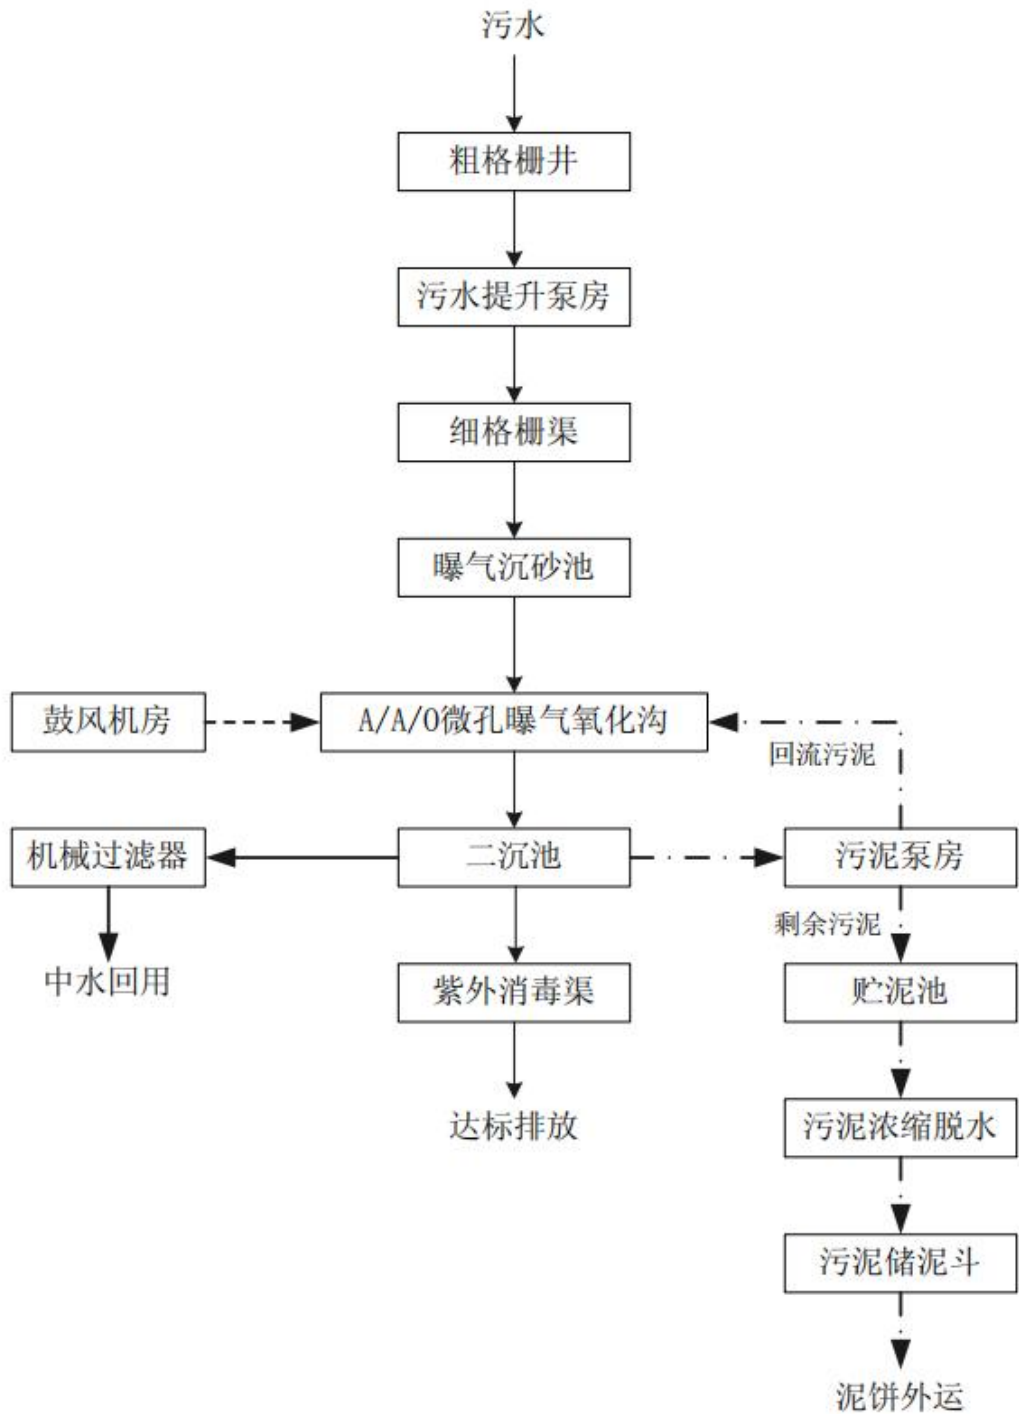 污水
粗格栅井
污水提升泵房
细格栅渠
曝气沉砂池
鼓风机房
A/A/O微孔曝气氧化沟
回流污泥
机械过滤器
二沉池
污泥泵房
剩余污泥
中水回用
紫外消毒渠
贮泥池
达标排放
污泥浓缩脱水
污泥储泥斗
泥饼外运